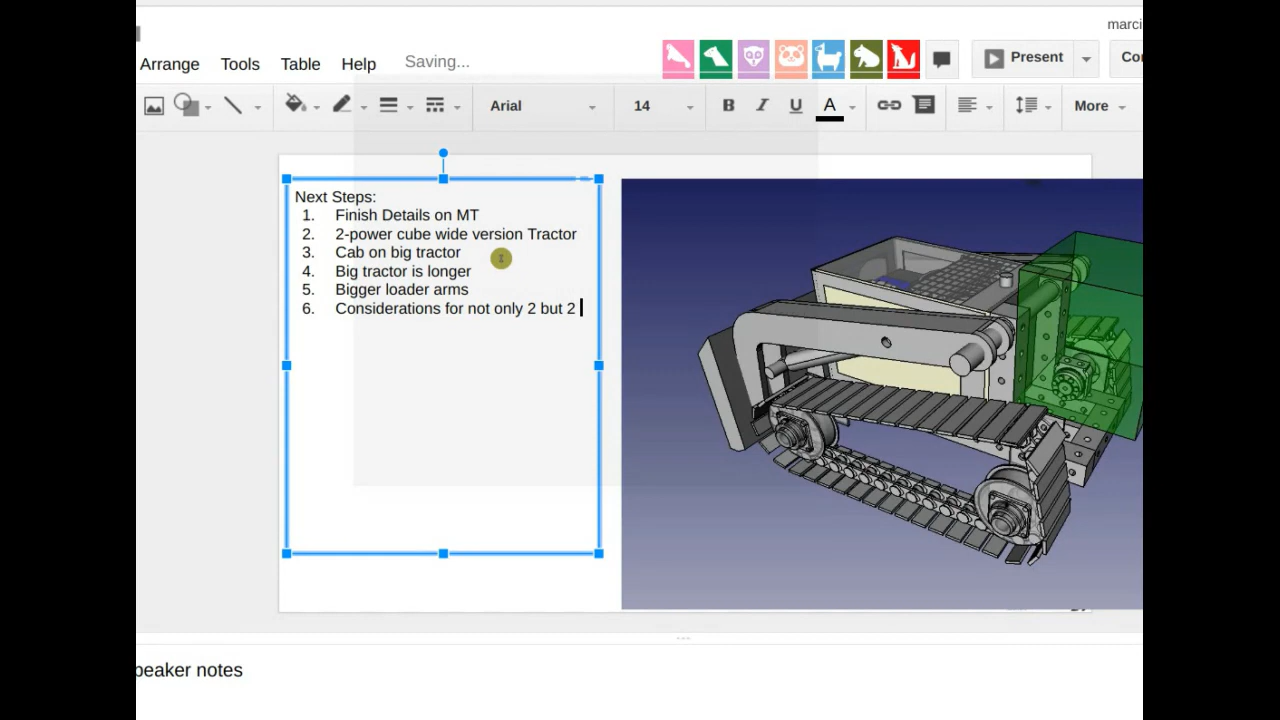 marci
Arrange Tools Table Help Saving... Present Co
Arial 14 B I U A More
Next Steps:
1. Finish Details on MT
2. 2-power cube wide version Tractor
3. Cab on big tractor
4. Big tractor is longer
5. Bigger loader arms
6. Considerations for not only 2 but 2
peaker notes